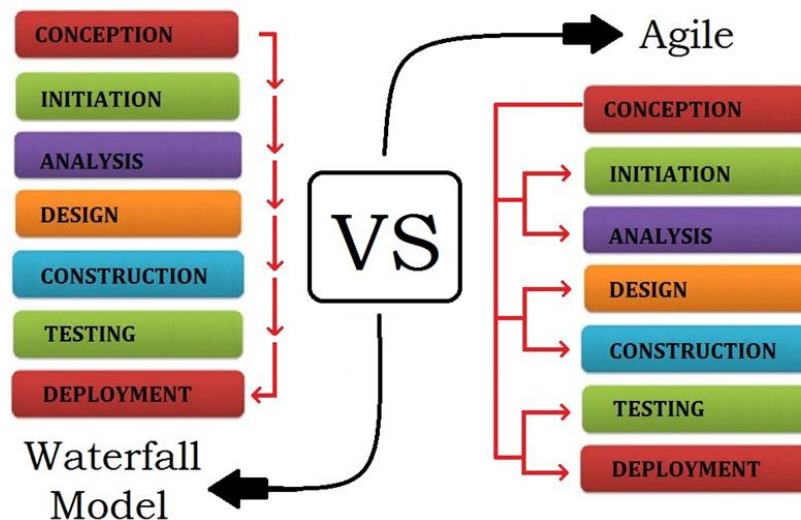 CONCEPTION
INITIATION
ANALYSIS
DESIGN
CONSTRUCTION
TESTING
DEPLOYMENT
Waterfall
Model
VS
Agile
CONCEPTION
INITIATION
ANALYSIS
DESIGN
CONSTRUCTION
TESTING
DEPLOYMENT